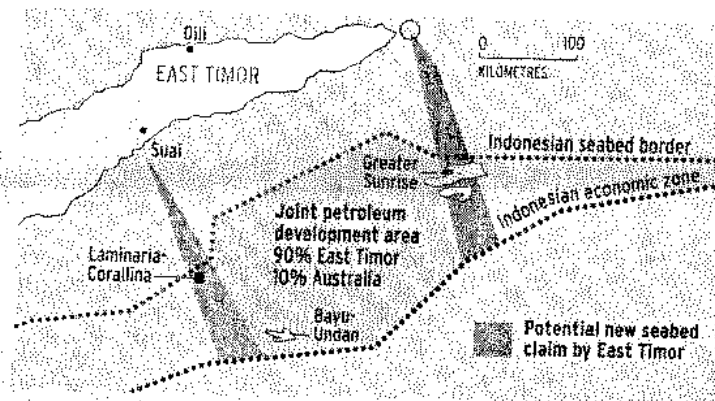 Dili
EAST TIMOR
0 100
KILOMETRES
Suai
Indonesian seabed border
Greater
Sunrise
Indonesian economic zone
Joint petroleum
development area
90% East Timor
10% Australia
Laminaria-
Corallina
Bayu-
Undan
Potential new seabed
claim by East Timor